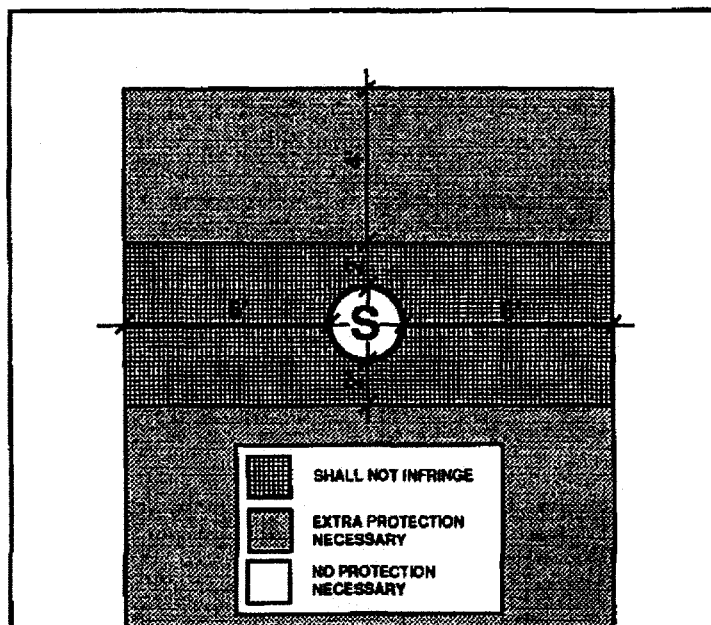 S
SHALL NOT INFRINGE
EXTRA PROTECTION
NECESSARY
NO PROTECTION
NECESSARY